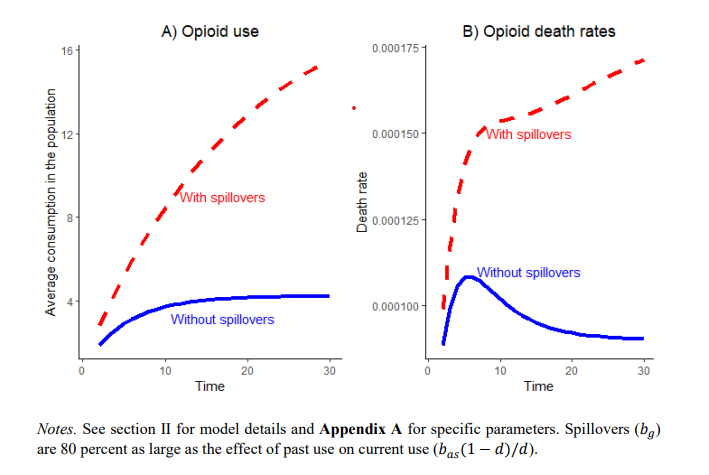 A) Opioid use
B) Opioid death rates
Average consumption in the population
16
12
8
4
0
10
20
30
Time
With spillovers
Without spillovers
Death rate
0.000175
0.000150
0.000125
0.000100
0
10
20
30
Time
With spillovers
Without spillovers
Notes. See section II for model details and Appendix A for specific parameters. Spillovers (b_g)
are 80 percent as large as the effect of past use on current use (b_as(1 − d)/d).